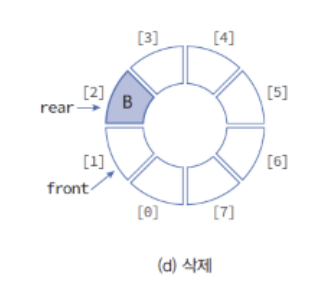 [3] [4]
[2] B [5]
rear
[1] [6]
front
[0] [7]
(d) 삭제